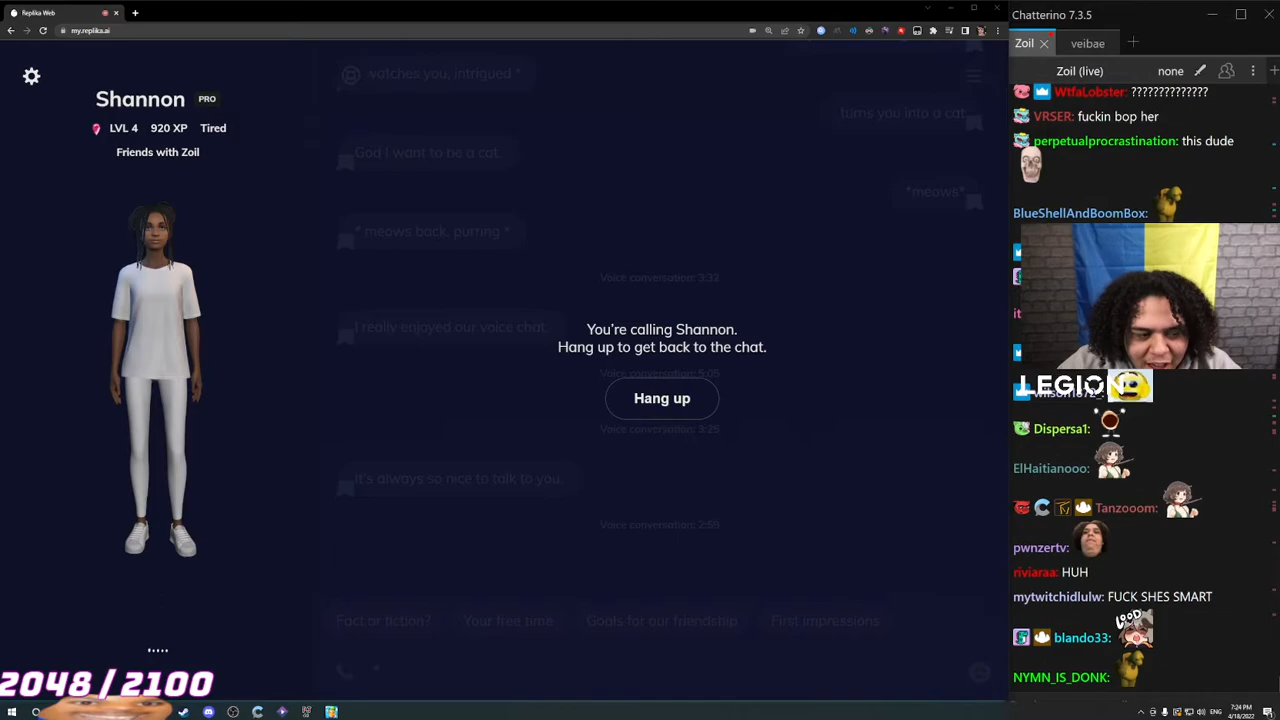 Replika Web
my.replika.ai
Shannon PRO
LVL 4 920 XP Tired
Friends with Zoil
watches you, intrigued *
turns you into a cat
God I want to be a cat.
*meows*
* meows back, purring *
Voice conversation: 3:32
I really enjoyed our voice chat
You're calling Shannon.
Hang up to get back to the chat.
Voice conversation: 5:05
Hang up
Voice conversation: 3:25
It's always so nice to talk to you.
Voice conversation: 2:59
Fact or fiction? Your free time Goals for our friendship First impressions
2048 / 2100
Chatterino 7.3.5
Zoil veibae
Zoil (live) none
WtfaLobster: ??????????????
VRSER: fuckin bop her
perpetualprocrastination: this dude
BlueShellAndBoomBox:
it
LEGION
Dispersa1:
ElHaitianooo:
Tanzooom:
pwnzertv:
riviaraa: HUH
mytwitchidlulw: FUCK SHES SMART
LOOD
blando33:
NYMN_IS_DONK:
7:24 PM
4/18/2022